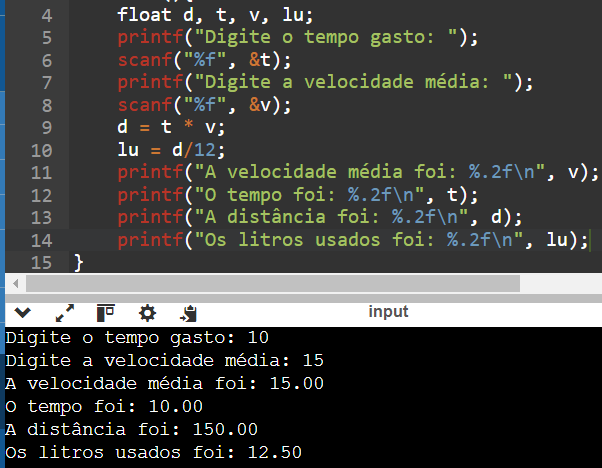 4 float d, t, v, lu;
5 printf("Digite o tempo gasto: ");
6 scanf("%f", &t);
7 printf("Digite a velocidade média: ");
8 scanf("%f", &v);
9 d = t * v;
10 lu = d/12;
11 printf("A velocidade média foi: %.2f\n", v);
12 printf("O tempo foi: %.2f\n", t);
13 printf("A distância foi: %.2f\n", d);
14 printf("Os litros usados foi: %.2f\n", lu);
15 }
input
Digite o tempo gasto: 10
Digite a velocidade média: 15
A velocidade média foi: 15.00
O tempo foi: 10.00
A distância foi: 150.00
Os litros usados foi: 12.50